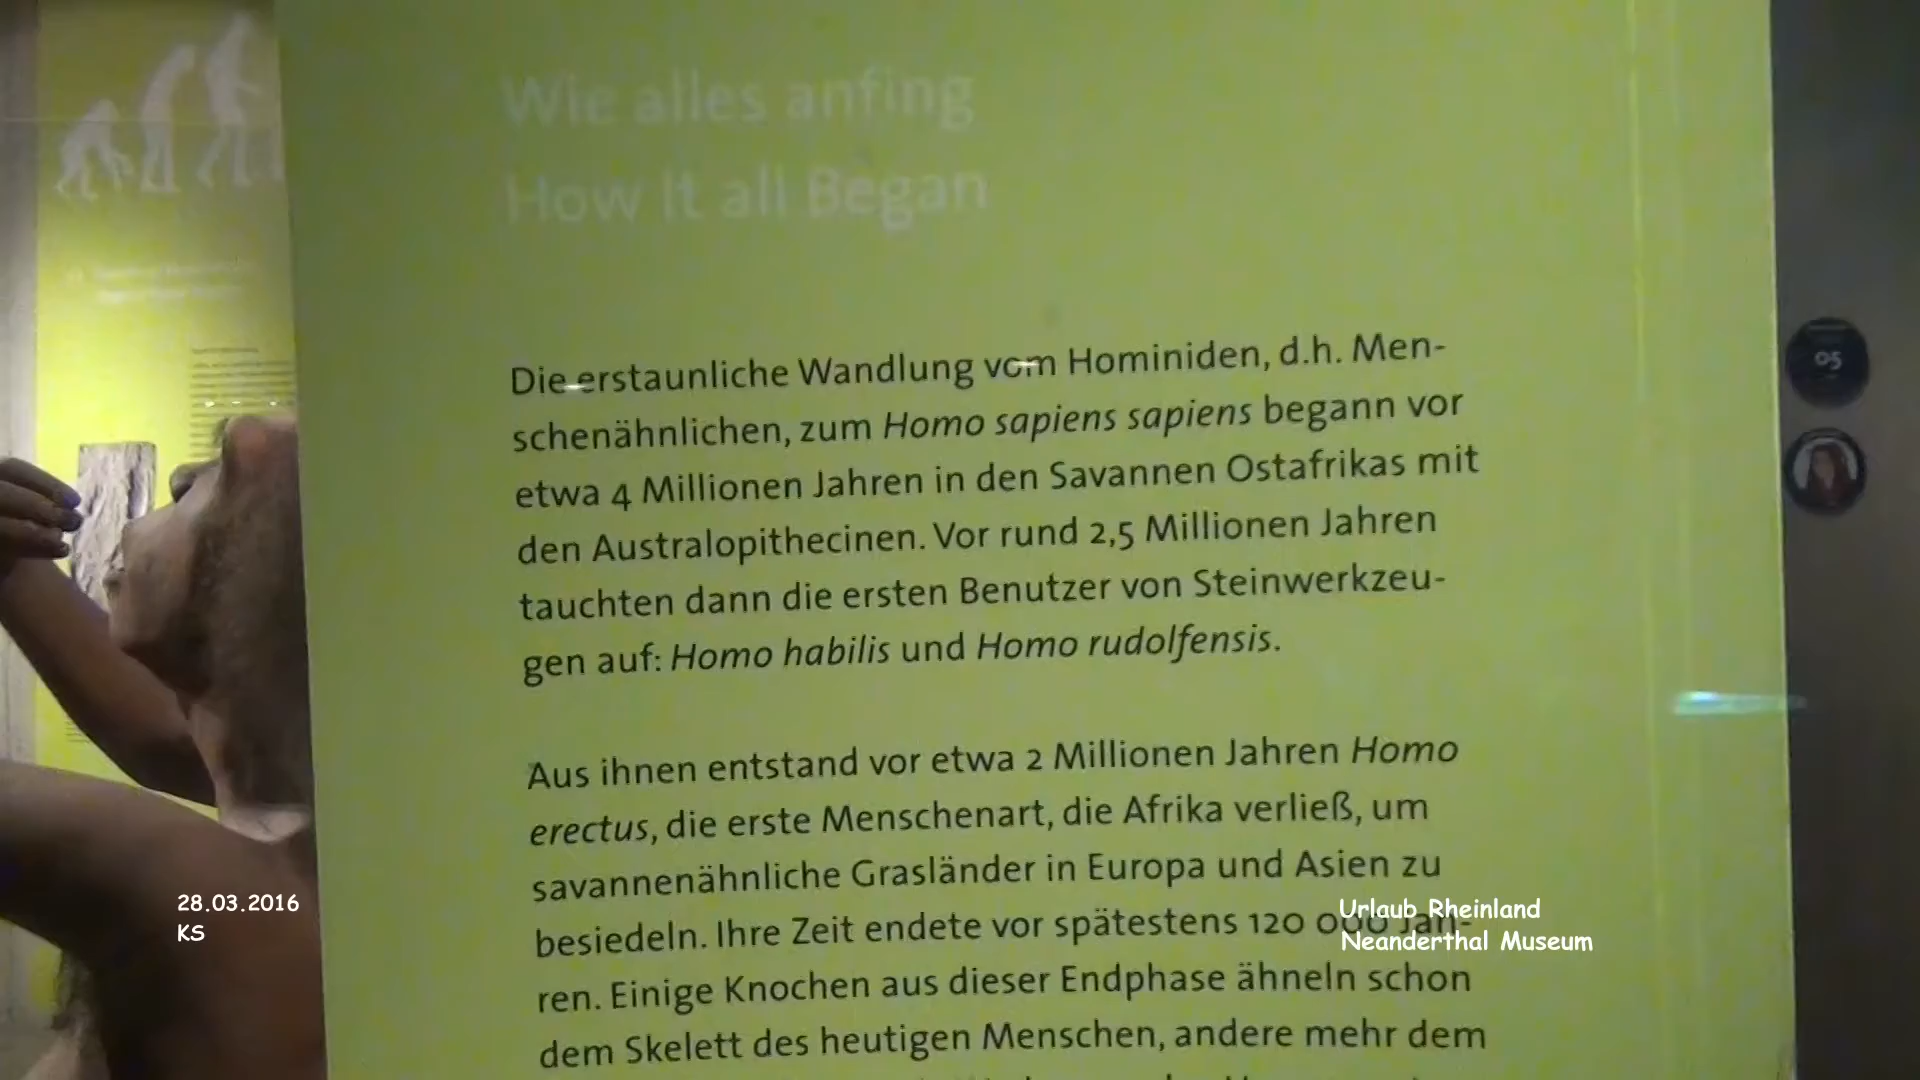 Wie alles anfing
How It all Began
Die erstaunliche Wandlung vom Hominiden, d.h. Men-
schenähnlichen, zum Homo sapiens sapiens begann vor
etwa 4 Millionen Jahren in den Savannen Ostafrikas mit
den Australopithecinen. Vor rund 2,5 Millionen Jahren
tauchten dann die ersten Benutzer von Steinwerkzeu-
gen auf: Homo habilis und Homo rudolfensis.
Aus ihnen entstand vor etwa 2 Millionen Jahren Homo
erectus, die erste Menschenart, die Afrika verließ, um
savannenähnliche Grasländer in Europa und Asien zu
besiedeln. Ihre Zeit endete vor spätestens 120 000 Jah-
ren. Einige Knochen aus dieser Endphase ähneln schon
dem Skelett des heutigen Menschen, andere mehr dem
05
28.03.2016
KS
Urlaub Rheinland
Neanderthal Museum